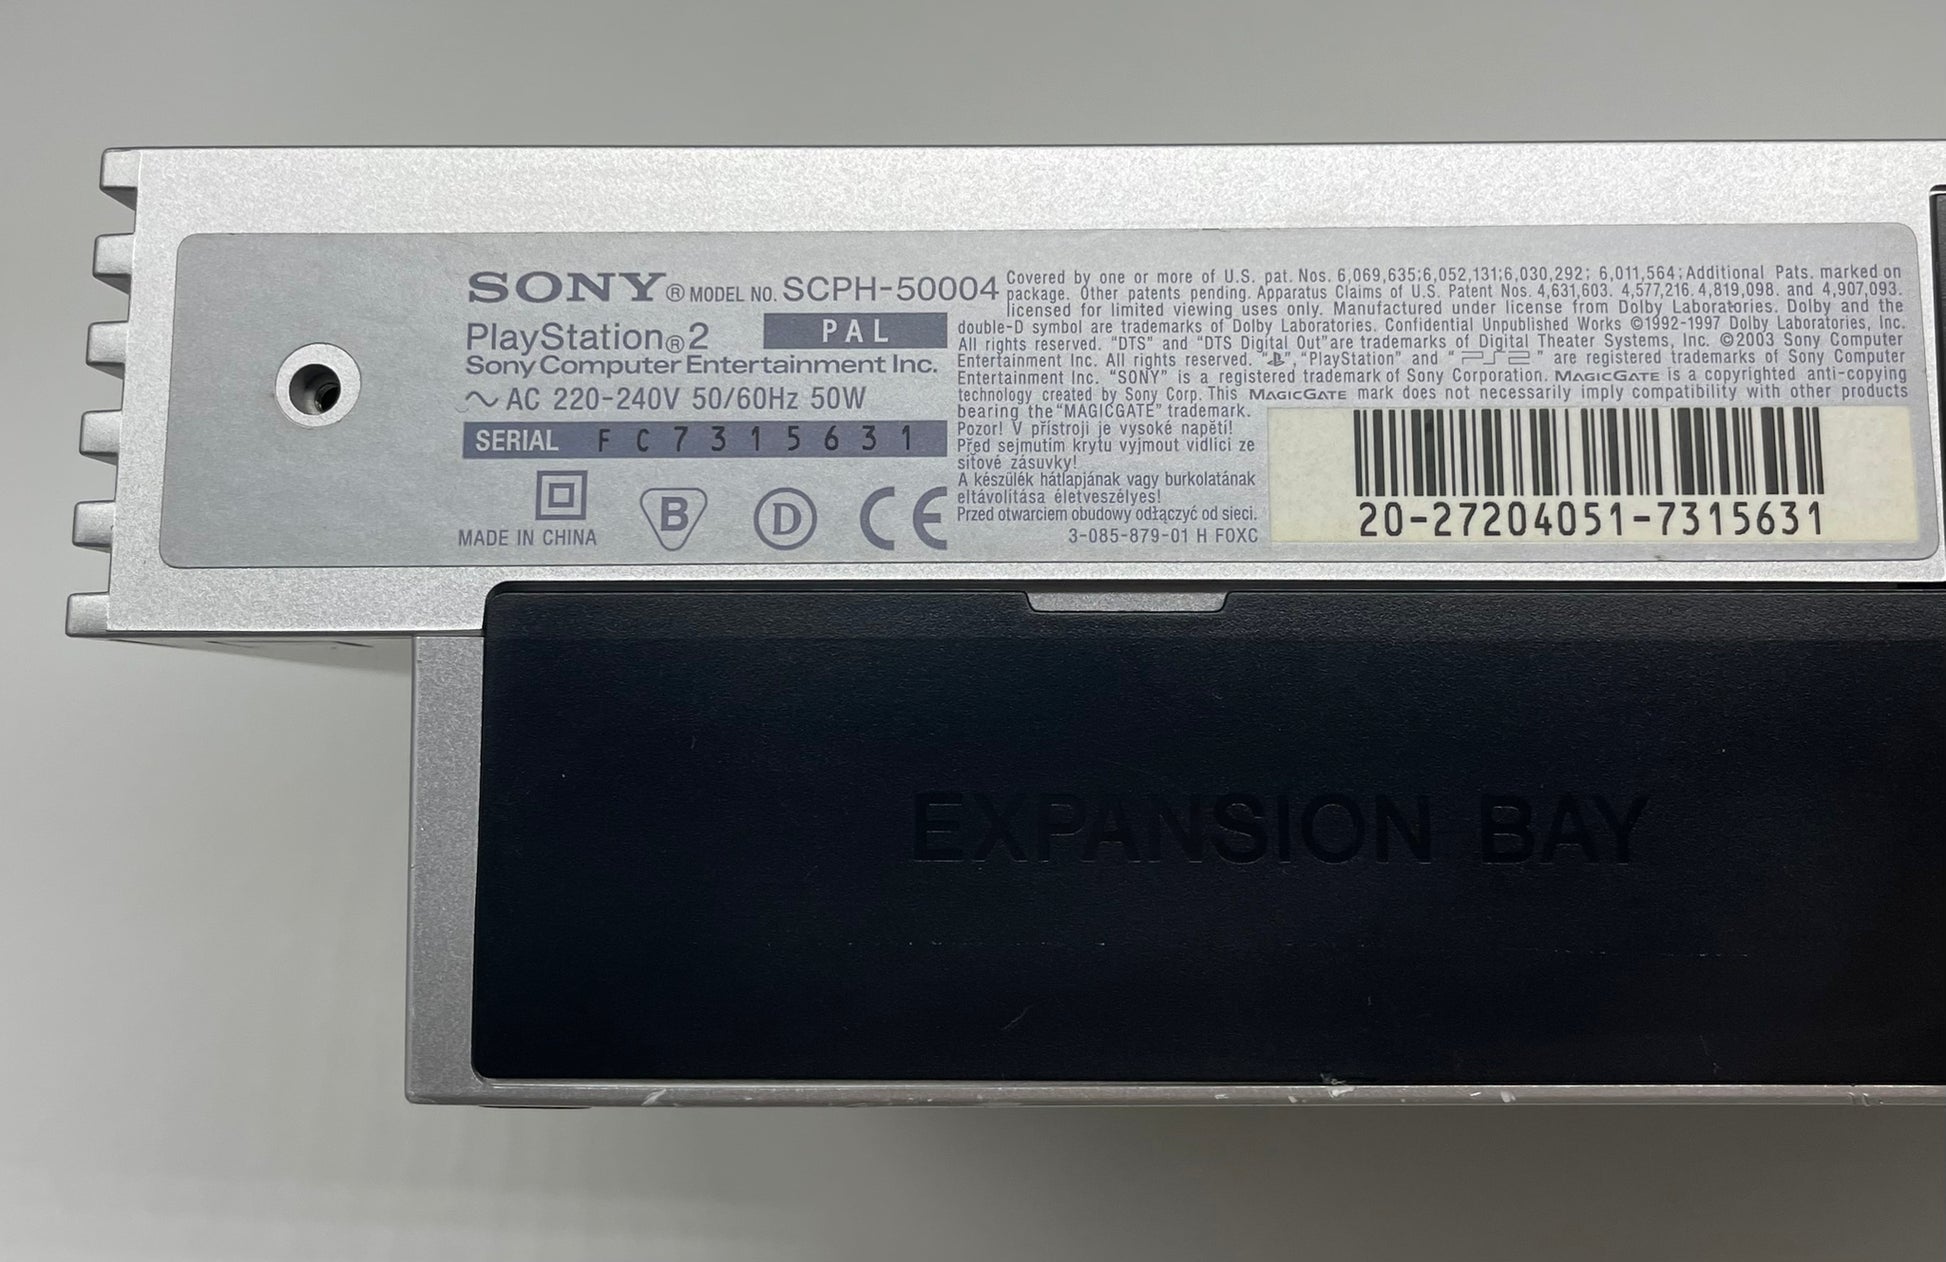 SONY® MODEL NO. SCPH-50004
PlayStation®2 PAL
Sony Computer Entertainment Inc.
~ AC 220-240V 50/60Hz 50W
SERIAL FC7315631
MADE IN CHINA
B
D
CE
Covered by one or more of U.S. pat. Nos. 6,069,635;6,052,131;6,030,292; 6,011,564;Additional Pats. marked on
package. Other patents pending. Apparatus Claims of U.S. Patent Nos. 4,631,603. 4,577,216. 4,819,098. and 4,907,093.
licensed for limited viewing uses only. Manufactured under license from Dolby Laboratories. Dolby and the
double-D symbol are trademarks of Dolby Laboratories. Confidential Unpublished Works ©1992-1997 Dolby Laboratories, Inc.
All rights reserved. "DTS" and "DTS Digital Out"are trademarks of Digital Theater Systems, Inc. ©2003 Sony Computer
Entertainment Inc. All rights reserved. "PS", "PlayStation" and "PS2" are registered trademarks of Sony Computer
Entertainment Inc. "SONY" is a registered trademark of Sony Corporation. MAGICGATE is a copyrighted anti-copying
technology created by Sony Corp. This MAGICGATE mark does not necessarily imply compatibility with other products
bearing the"MAGICGATE" trademark.
Pozor! V přístroji je vysoké napětí!
Před sejmutím krytu vyjmout vidlici ze
síťové zásuvky!
A készülék hátlapjának vagy burkolatának
eltávolítása életveszélyes!
Przed otwarciem obudowy odłączyć od sieci.
3-085-879-01 H FOXC
20-27204051-7315631
EXPANSION BAY